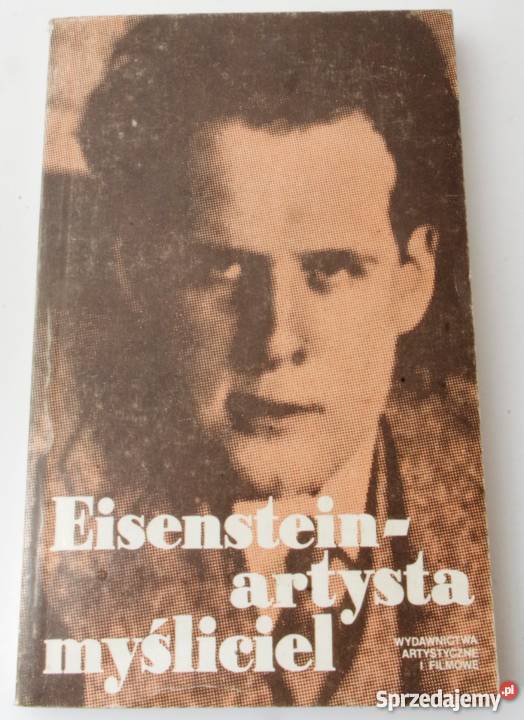 Eisenstein-
artysta
myśliciel
WYDAWNICTWA
ARTYSTYCZNE
I FILMOWE
Sprzedajemy.pl